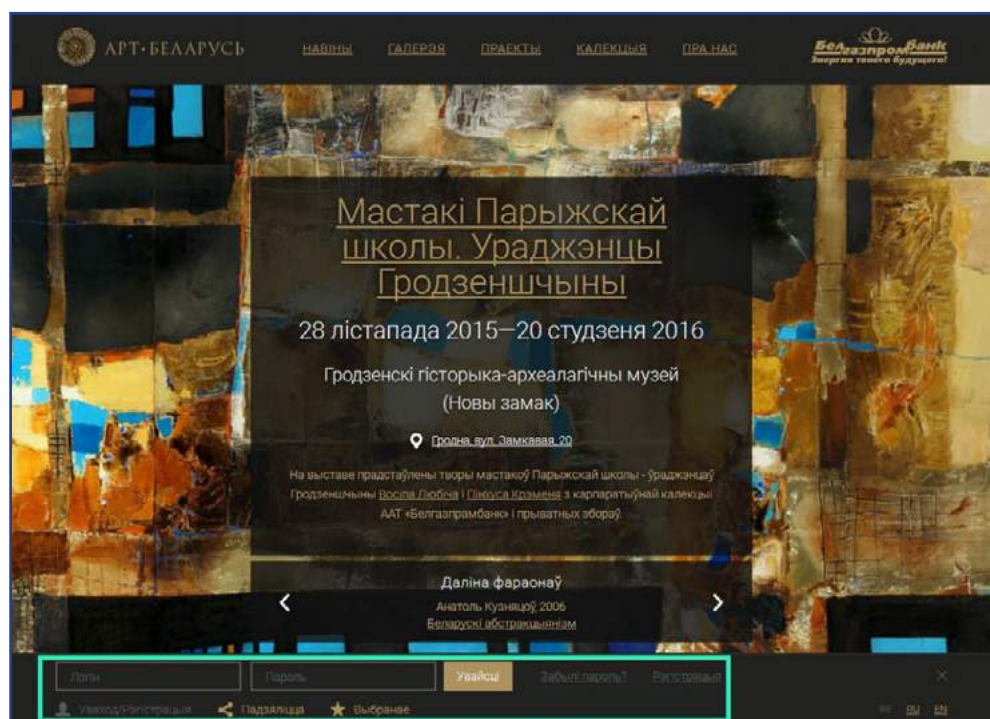 АРТ·БЕЛАРУСЬ
НАВІНЫ ГАЛЕРЭЯ ПРАЕКТЫ КАЛЕКЦЫЯ ПРА НАС
Белгазпромбанк
Энергия твоего будущего!
Мастакі Парыжскай
школы. Ураджэнцы
Гродзеншчыны
28 лістапада 2015—20 студзеня 2016
Гродзенскі гісторыка-археалагічны музей
(Новы замак)
Гродна, вул. Замкавая, 20
На выставе прадстаўлены творы мастакоў Парыжскай школы - ўраджэнцаў
Гродзеншчыны Восіпа Любіча і Пінкуса Крэменя з карпаратыўнай калекцыі
ААТ «Белгазпрамбанк» і прыватных збораў.
Даліна фараонаў
Анатоль Кузняцоў, 2006
Беларускі абстракцыянізм
Логін Пароль Увайсці Забылі пароль? Рэгістрацыя
Уваход/Рэгістрацыя Падзяліцца Выбранае BE RU EN